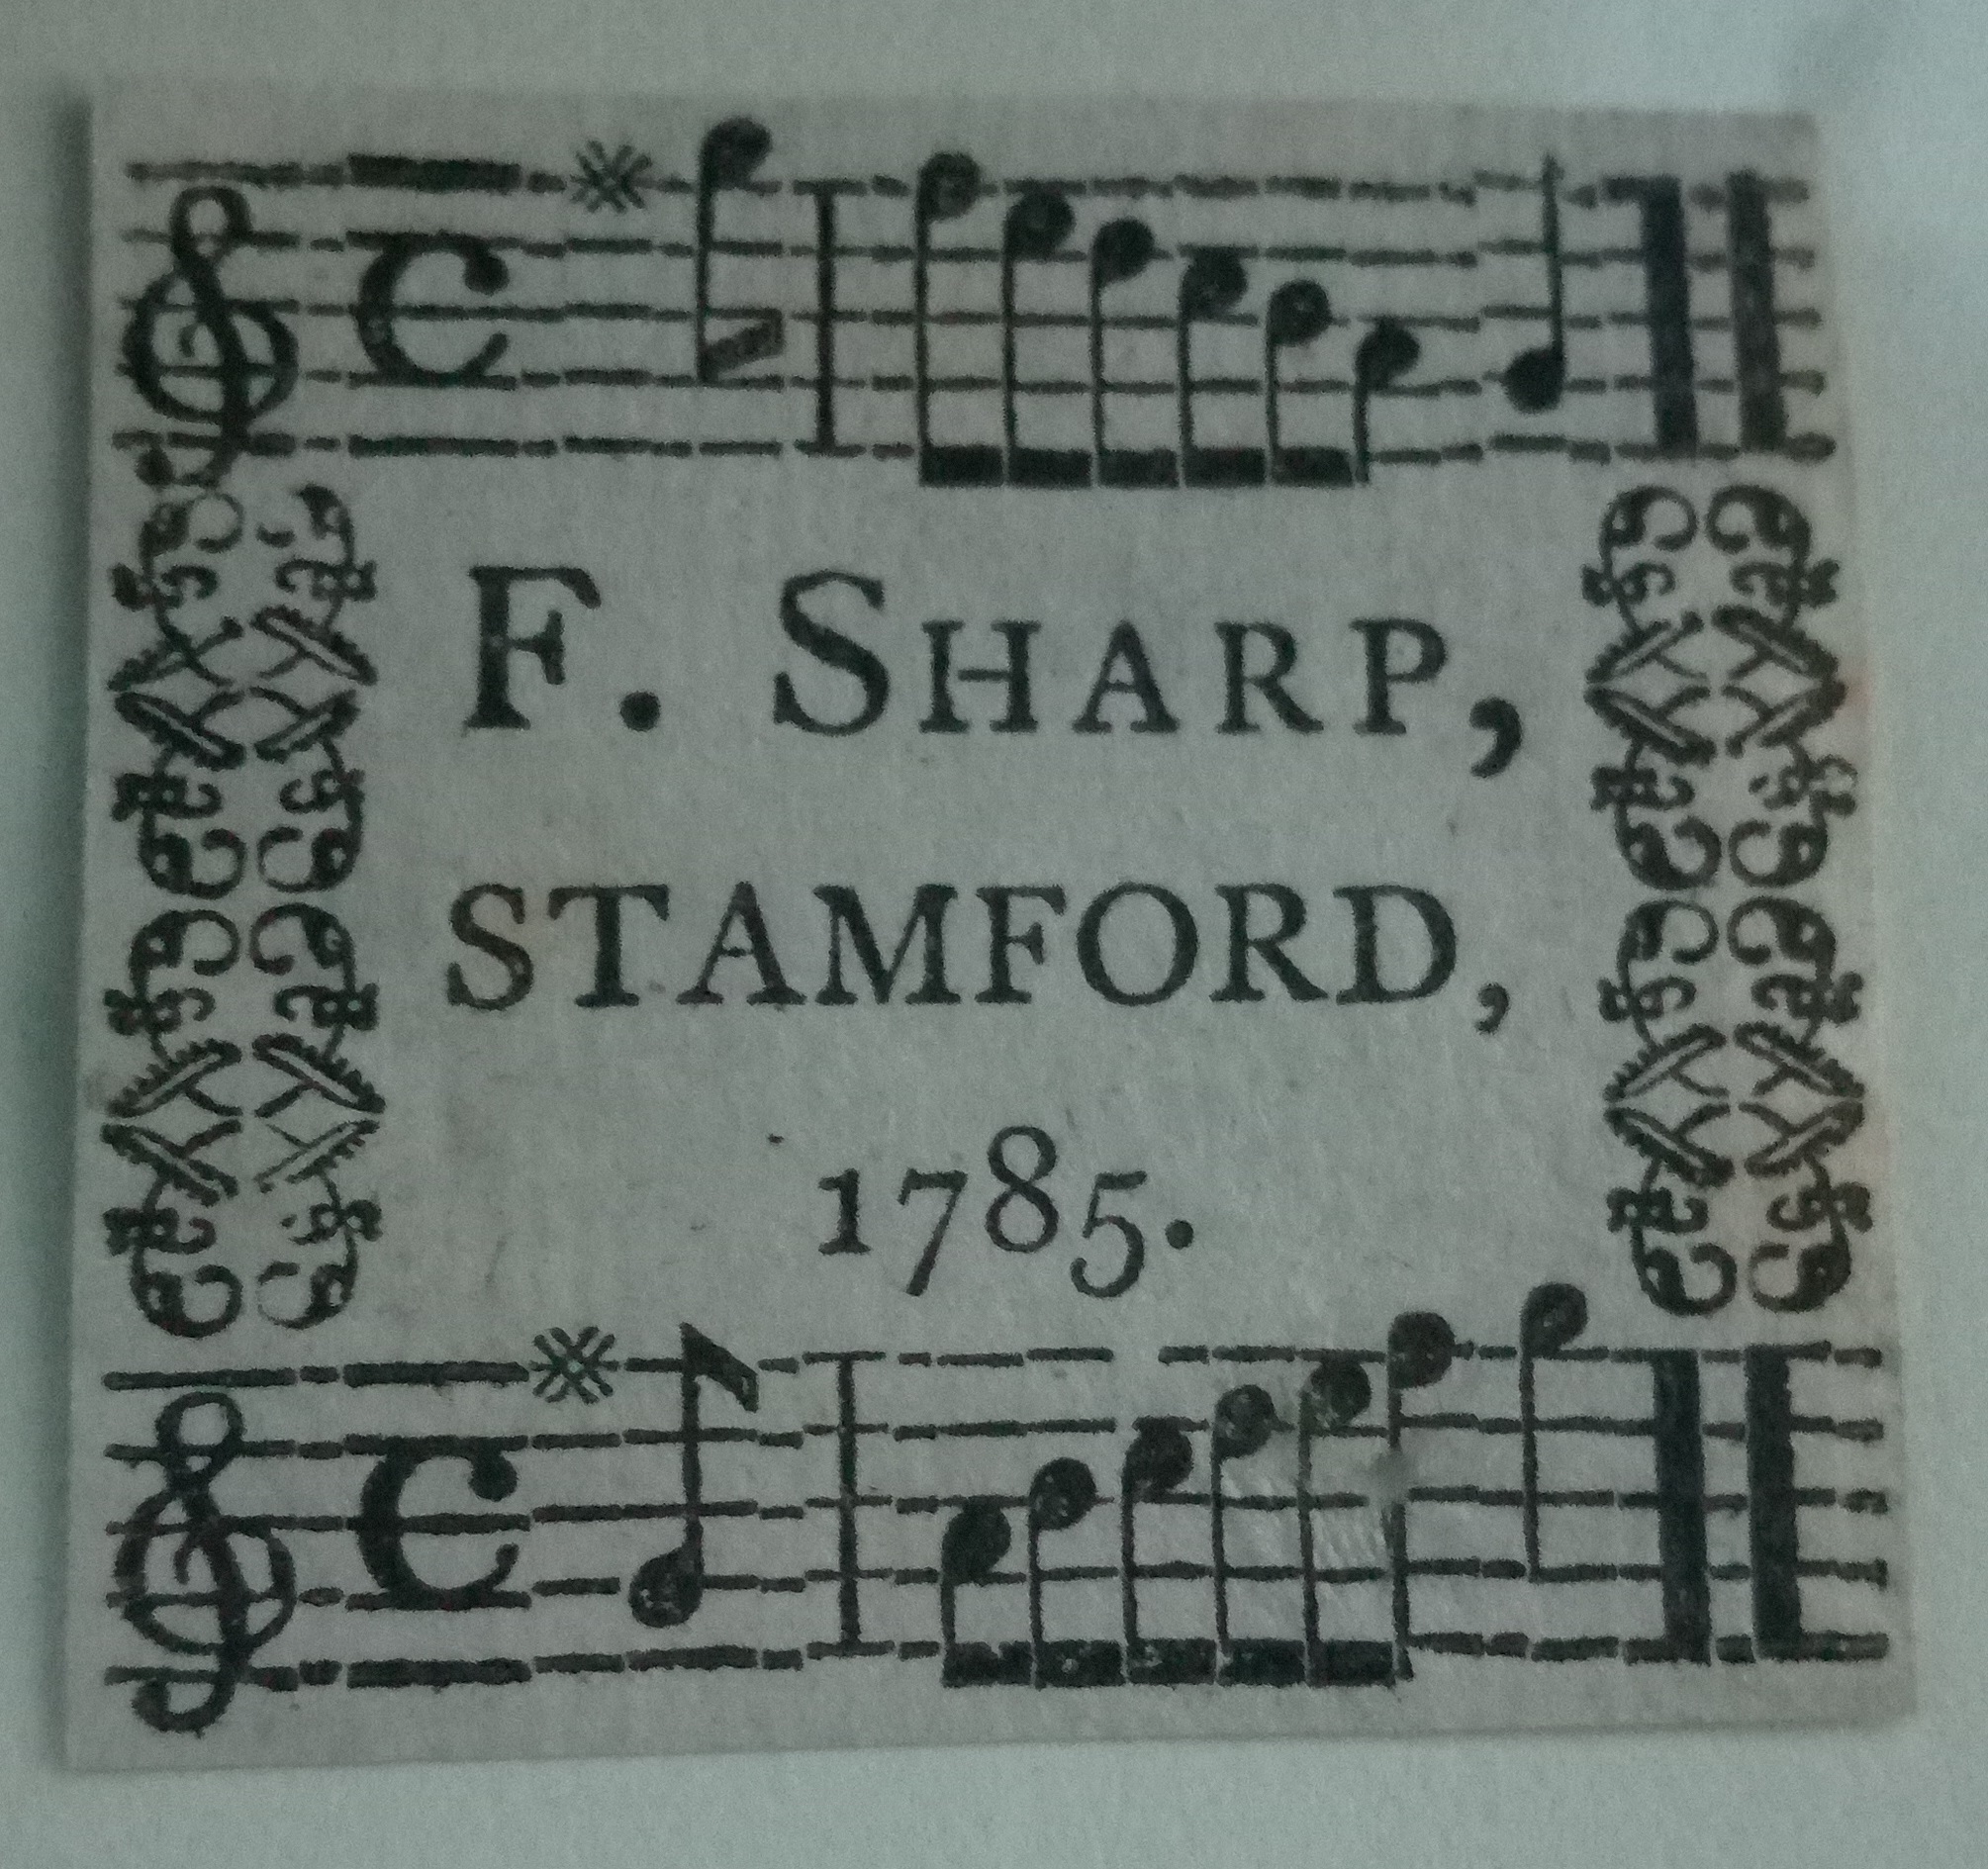 F. SHARP,
STAMFORD,
1785.